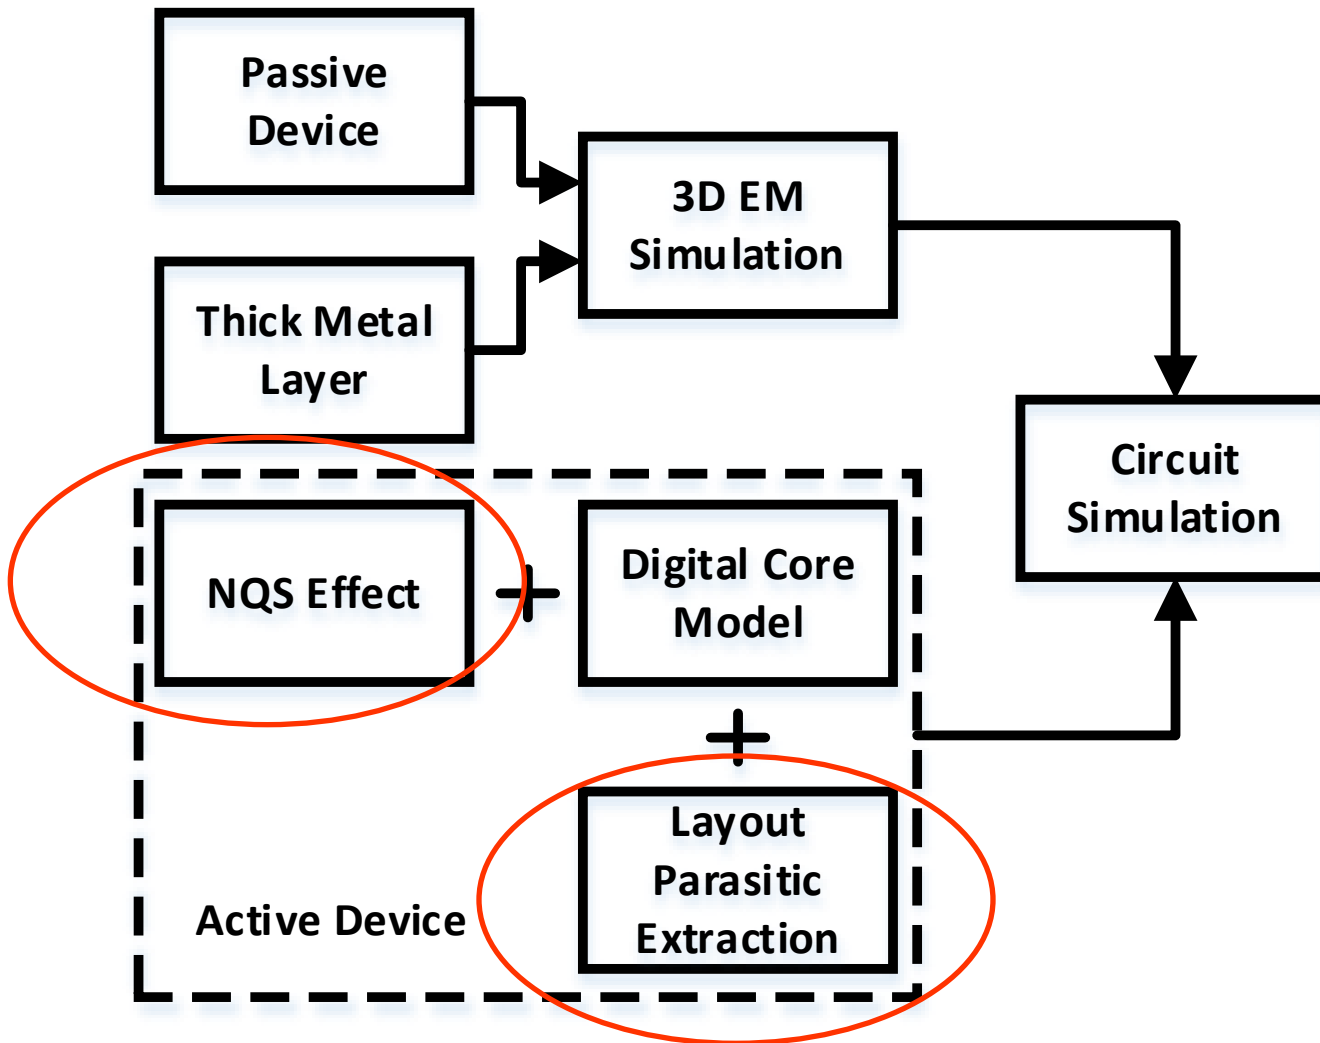 Passive
Device
3D EM
Simulation
Thick Metal
Layer
Circuit
Simulation
NQS Effect
+
Digital Core
Model
+
Layout
Parasitic
Extraction
Active Device